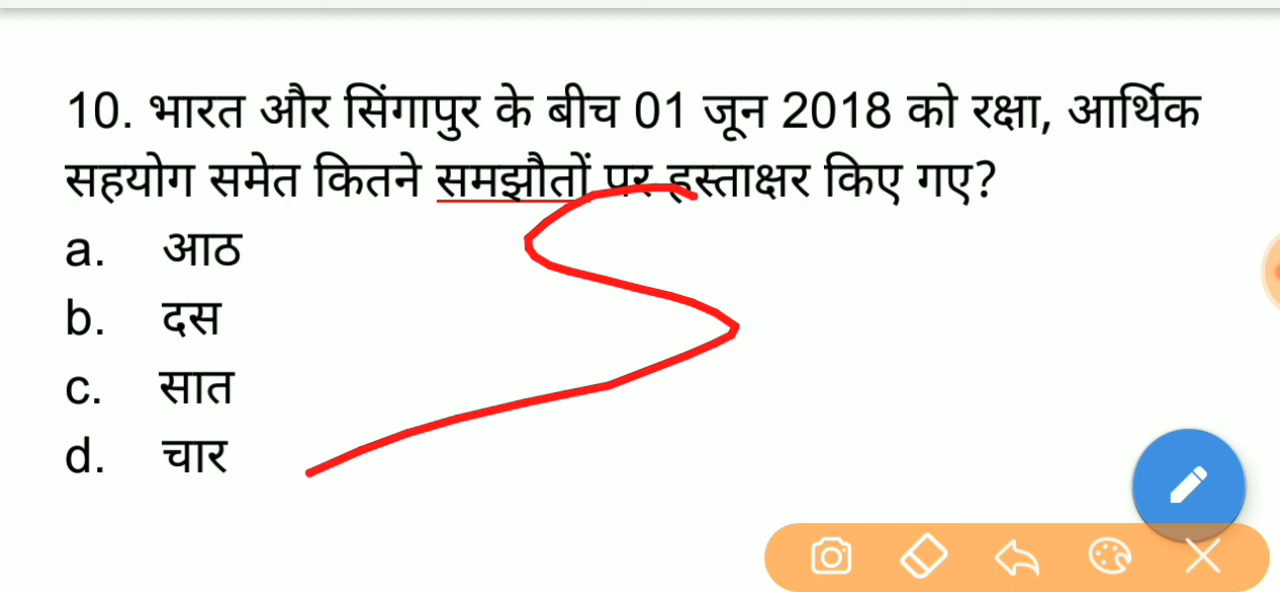 10. भारत और सिंगापुर के बीच 01 जून 2018 को रक्षा, आर्थिक
सहयोग समेत कितने समझौतों पर हस्ताक्षर किए गए?
a. आठ
b. दस
c. सात
d. चार